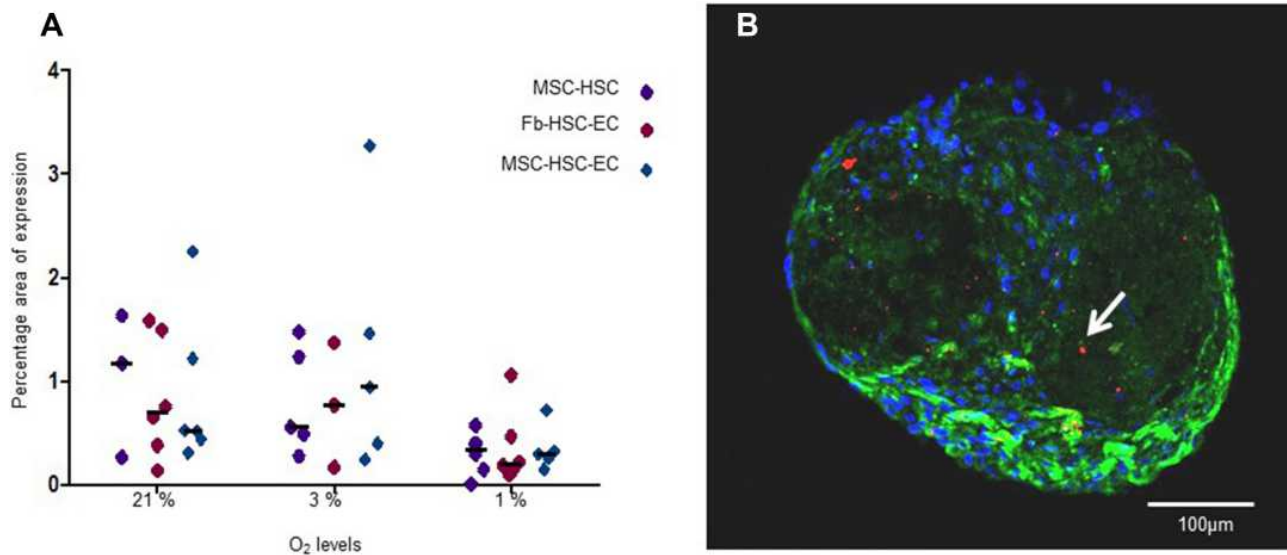 A
B
4
3
2
1
0
Percentage area of expression
MSC-HSC
Fb-HSC-EC
MSC-HSC-EC
21 %
3 %
1 %
O₂ levels
100µm